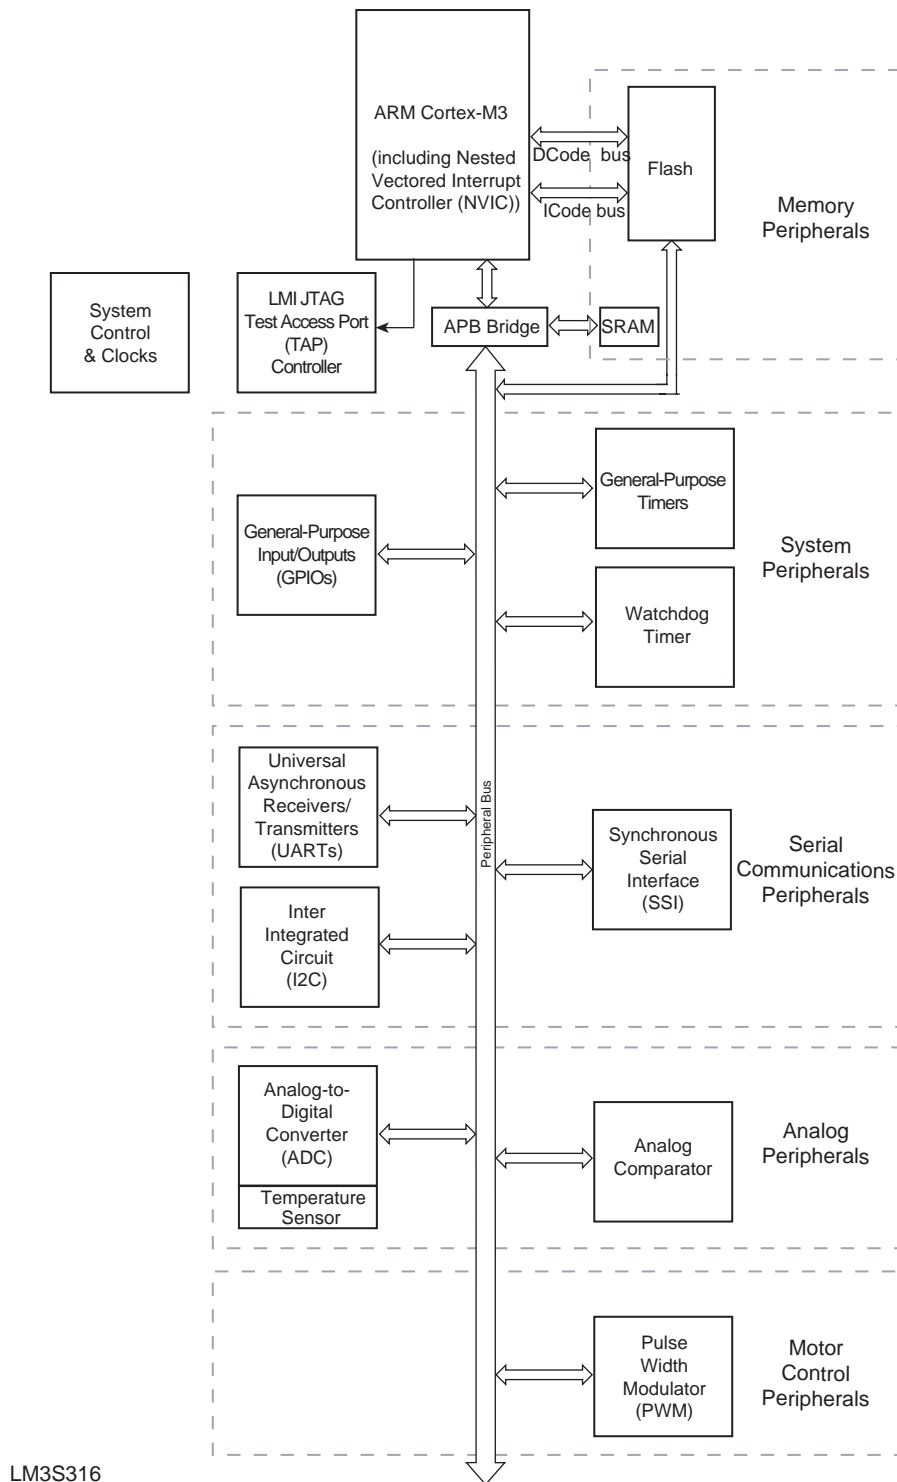 ARM Cortex-M3
(including Nested
Vectored Interrupt
Controller (NVIC))
DCode bus
ICode bus
Flash
Memory
Peripherals
System
Control
& Clocks
LMI JTAG
Test Access Port
(TAP)
Controller
APB Bridge
SRAM
General-Purpose
Timers
General-Purpose
Input/Outputs
(GPIOs)
System
Peripherals
Watchdog
Timer
Universal
Asynchronous
Receivers/
Transmitters
(UARTs)
Peripheral Bus
Synchronous
Serial
Interface
(SSI)
Serial
Communications
Peripherals
Inter
Integrated
Circuit
(I2C)
Analog-to-
Digital
Converter
(ADC)
Temperature
Sensor
Analog
Comparator
Analog
Peripherals
Pulse
Width
Modulator
(PWM)
Motor
Control
Peripherals
LM3S316